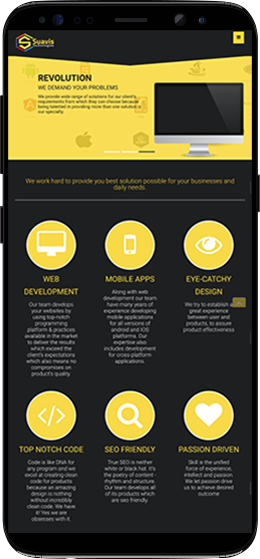 Suavis
Technologies
REVOLUTION
WE DEMAND YOUR PROBLEMS
We provide wide range of solutions for our client's
requirements from which they can choose because
being talented in providing more than one solution is
our specialty.
We work hard to provide you best solution possible for your businesses and
daily needs.
WEB
DEVELOPMENT
Our team develops
your websites by
using top-notch
programming
platform & practices
available in the market
to deliver the results
which exceed the
client's expectations
which also means no
compromises on
product's quality.
MOBILE APPS
Along with web
development our team
have many years of
experience developing
mobile applications
for all versions of
android and IOS
platforms. Our
expertise also
includes development
for cross-platform
applications.
EYE-CATCHY
DESIGN
We try to establish a
great experience
between user and
products, to assure
product effectiveness
TOP NOTCH CODE
Code is like DNA for
any program and we
excel at creating clean
code for products
because an amazing
design is nothing
without incredibly
clean code. We have
it! Yes we are
obsessed with it.
SEO FRIENDLY
True SEO is neither
white or black hat. It's
the poetry of content
rhythm and structure.
Our team develops all
of its products which
are seo friendly.
PASSION DRIVEN
Skill is the unified
force of experience,
intellect and passion.
We let passion drive
us to achieve desired
outcome